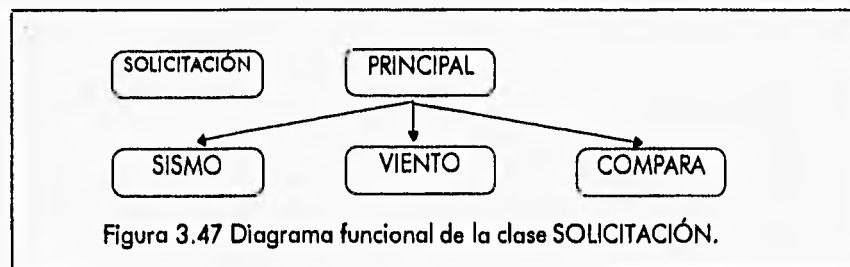 SOLICITACIÓN PRINCIPAL
SISMO VIENTO COMPARA
Figura 3.47 Diagrama funcional de la clase SOLICITACIÓN.